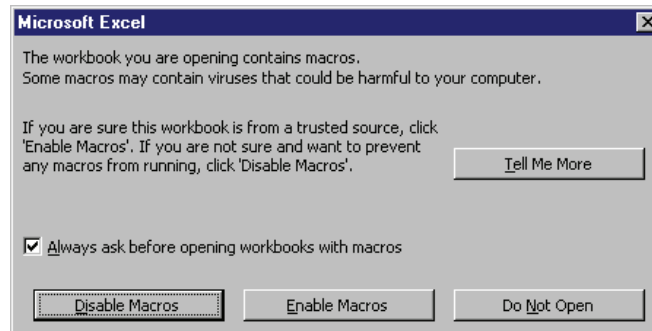 Microsoft Excel
The workbook you are opening contains macros.
Some macros may contain viruses that could be harmful to your computer.
If you are sure this workbook is from a trusted source, click
'Enable Macros'. If you are not sure and want to prevent
any macros from running, click 'Disable Macros'.
Tell Me More
Always ask before opening workbooks with macros
Disable Macros
Enable Macros
Do Not Open